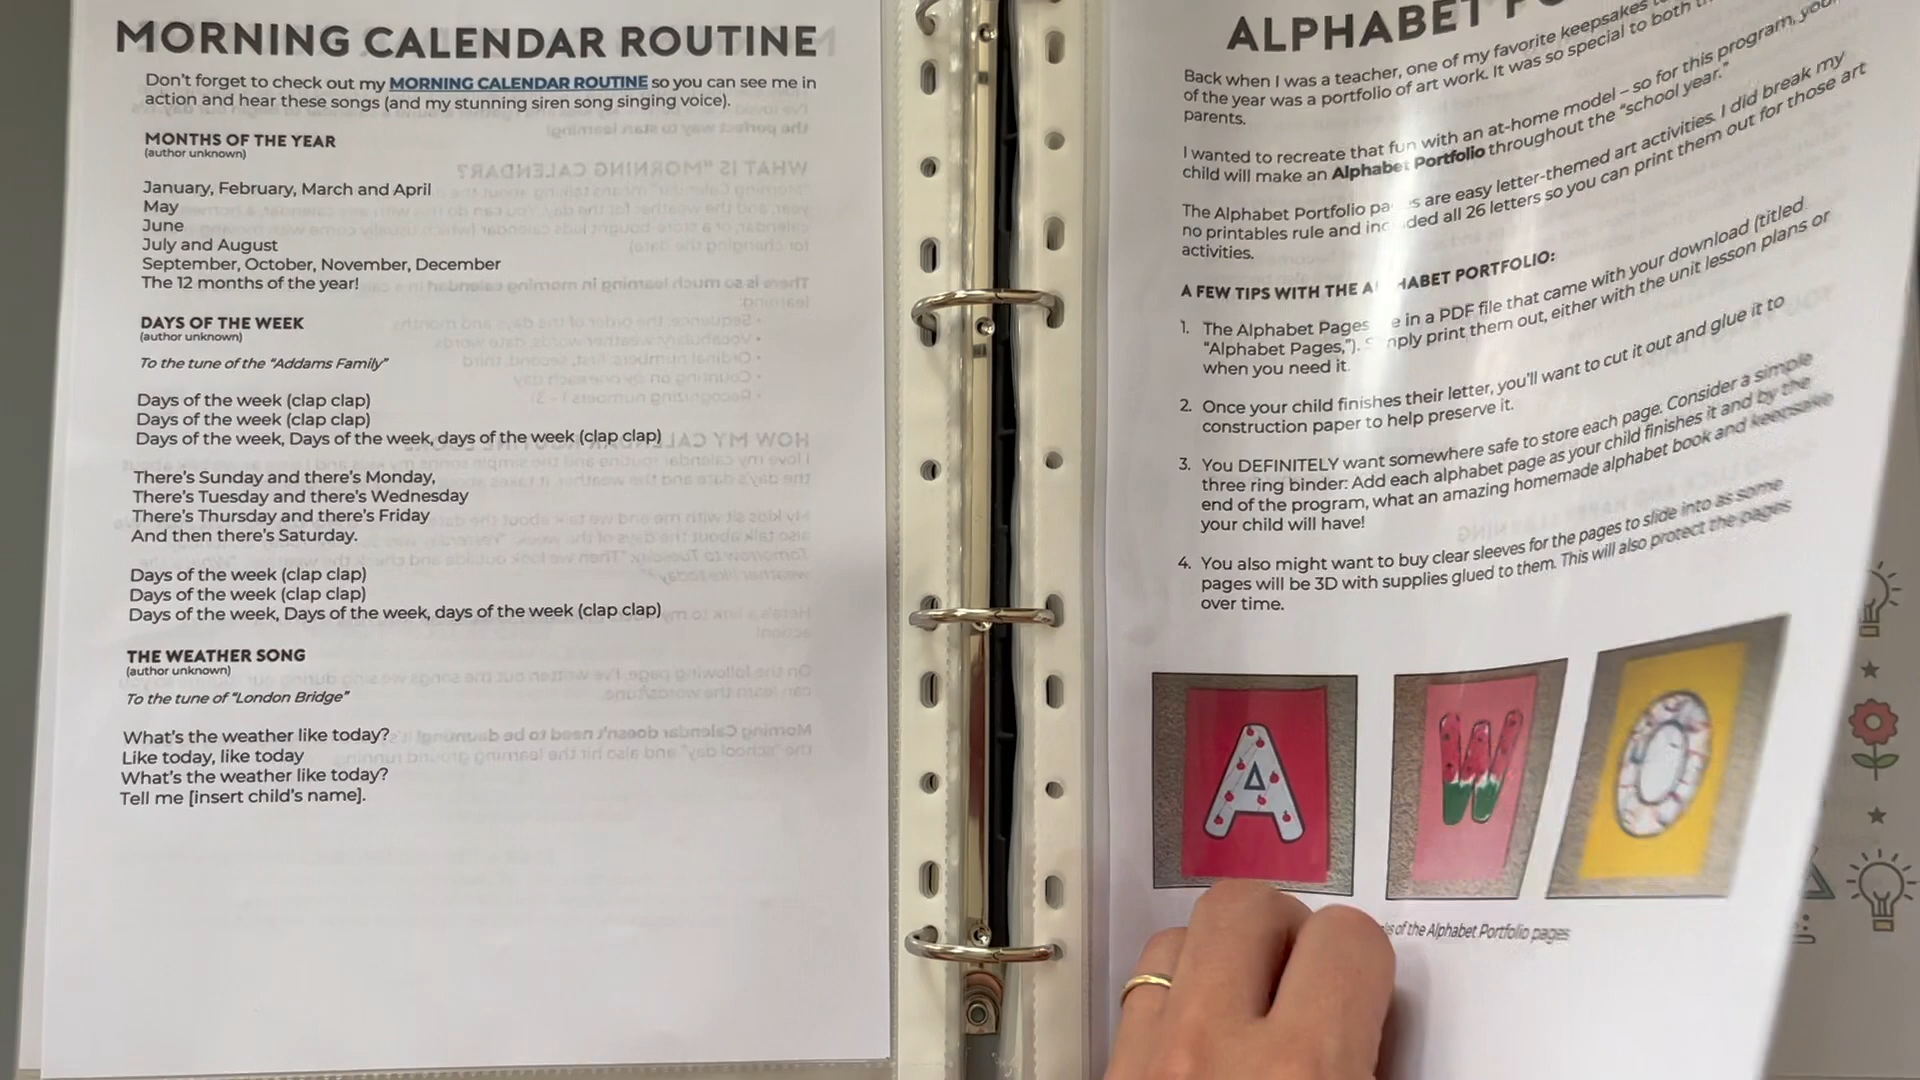 MORNING CALENDAR ROUTINE
Don't forget to check out my MORNING CALENDAR ROUTINE so you can see me in
action and hear these songs (and my stunning siren song singing voice).
MONTHS OF THE YEAR
(author unknown)
January, February, March and April
May
June
July and August
September, October, November, December
The 12 months of the year!
DAYS OF THE WEEK
(author unknown)
To the tune of the "Addams Family"
Days of the week (clap clap)
Days of the week (clap clap)
Days of the week, Days of the week, days of the week (clap clap)
There's Sunday and there's Monday,
There's Tuesday and there's Wednesday
There's Thursday and there's Friday
And then there's Saturday.
Days of the week (clap clap)
Days of the week (clap clap)
Days of the week, Days of the week, days of the week (clap clap)
THE WEATHER SONG
(author unknown)
To the tune of "London Bridge"
What's the weather like today?
Like today, like today
What's the weather like today?
Tell me [insert child's name].
ALPHABET
Back when I was a teacher, one of my favorite keepsakes
of the year was a portfolio of art work. It was so special to both
parents.
I wanted to recreate that fun with an at-home model – so for this program, your
child will make an Alphabet Portfolio throughout the "school year."
The Alphabet Portfolio are easy letter-themed art activities. I did break my
no printables rule and all 26 letters so you can print them out for those art
activities.
A FEW TIPS WITH THE ALPHABET PORTFOLIO:
1. The Alphabet Pages in a PDF file that came with your download (titled
"Alphabet Pages,"). print them out, either with the unit lesson plans or
when you need it.
2. Once your child finishes their letter, you'll want to cut it out and glue it to
construction paper to help preserve it.
3. You DEFINITELY want somewhere safe to store each page. Consider a simple
three ring binder: Add each alphabet page as your child finishes it and by the
end of the program, what an amazing homemade alphabet book and keepsake
your child will have!
4. You also might want to buy clear sleeves for the pages to slide into as some
pages will be 3D with supplies glued to them. This will also protect the pages
over time.
A
W
O
of the Alphabet Portfolio pages